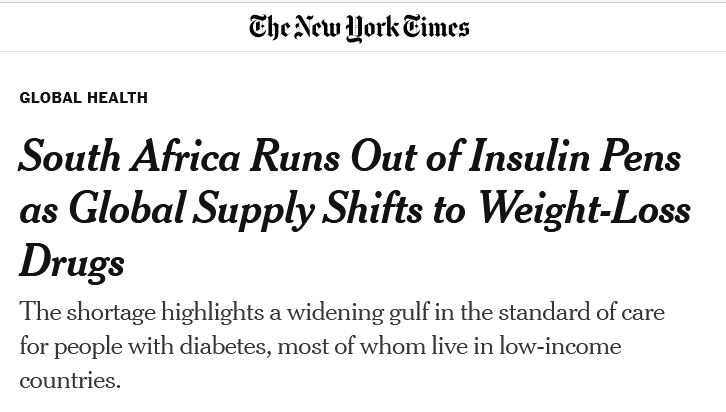 The New York Times
GLOBAL HEALTH
South Africa Runs Out of Insulin Pens
as Global Supply Shifts to Weight-Loss
Drugs
The shortage highlights a widening gulf in the standard of care
for people with diabetes, most of whom live in low-income
countries.